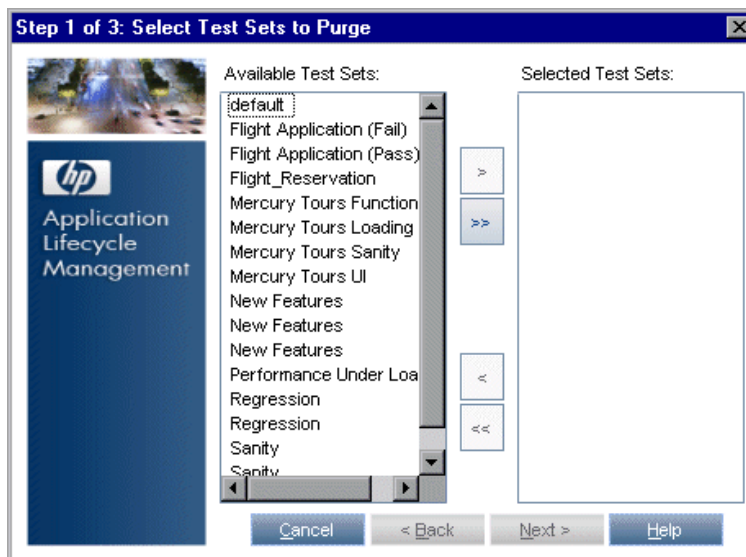 Step 1 of 3: Select Test Sets to Purge
Available Test Sets:
Selected Test Sets:
hp
Application
Lifecycle
Management
default
Flight Application (Fail)
Flight Application (Pass)
Flight_Reservation
Mercury Tours Function
Mercury Tours Loading
Mercury Tours Sanity
Mercury Tours UI
New Features
New Features
New Features
Performance Under Loa
Regression
Regression
Sanity
Sanity
>
>>
<
<<
Cancel
< Back
Next >
Help